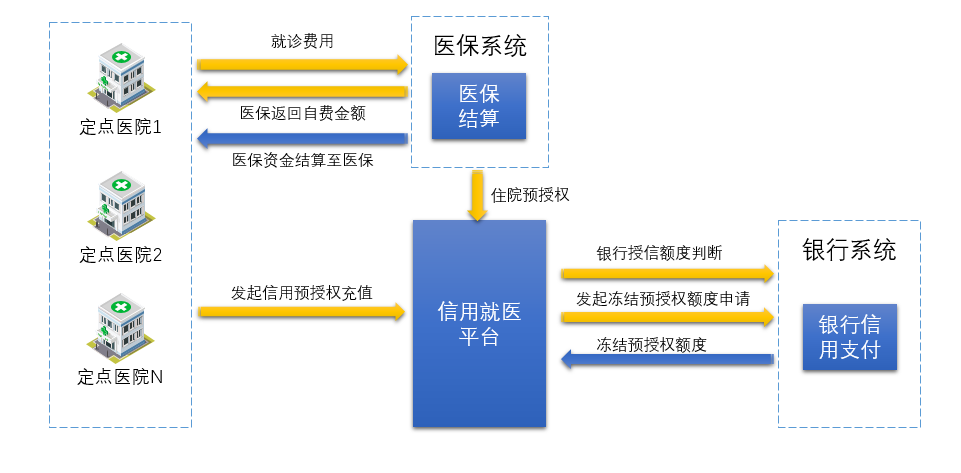 定点医院1
定点医院2
定点医院N
就诊费用
医保返回自费金额
医保资金结算至医保
医保系统
医保
结算
住院预授权
发起信用预授权充值
信用就医
平台
银行授信额度判断
发起冻结预授权额度申请
冻结预授权额度
银行系统
银行信
用支付